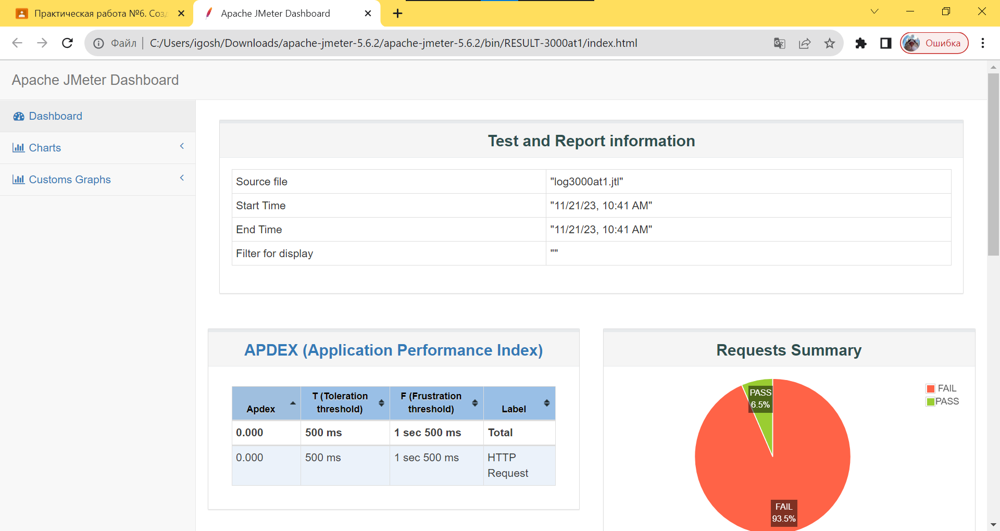 Практическая работа №6. Созд
Apache JMeter Dashboard
Файл
C:/Users/igosh/Downloads/apache-jmeter-5.6.2/apache-jmeter-5.6.2/bin/RESULT-3000at1/index.html
Ошибка
Apache JMeter Dashboard
Dashboard
Charts
Customs Graphs
Test and Report information
Source file "log3000at1.jtl"
Start Time "11/21/23, 10:41 AM"
End Time "11/21/23, 10:41 AM"
Filter for display ""
APDEX (Application Performance Index)
Apdex
T (Toleration
threshold)
F (Frustration
threshold)
Label
0.000 500 ms 1 sec 500 ms Total
0.000 500 ms 1 sec 500 ms HTTP
Request
Requests Summary
PASS
6.5%
FAIL
93.5%
FAIL
PASS